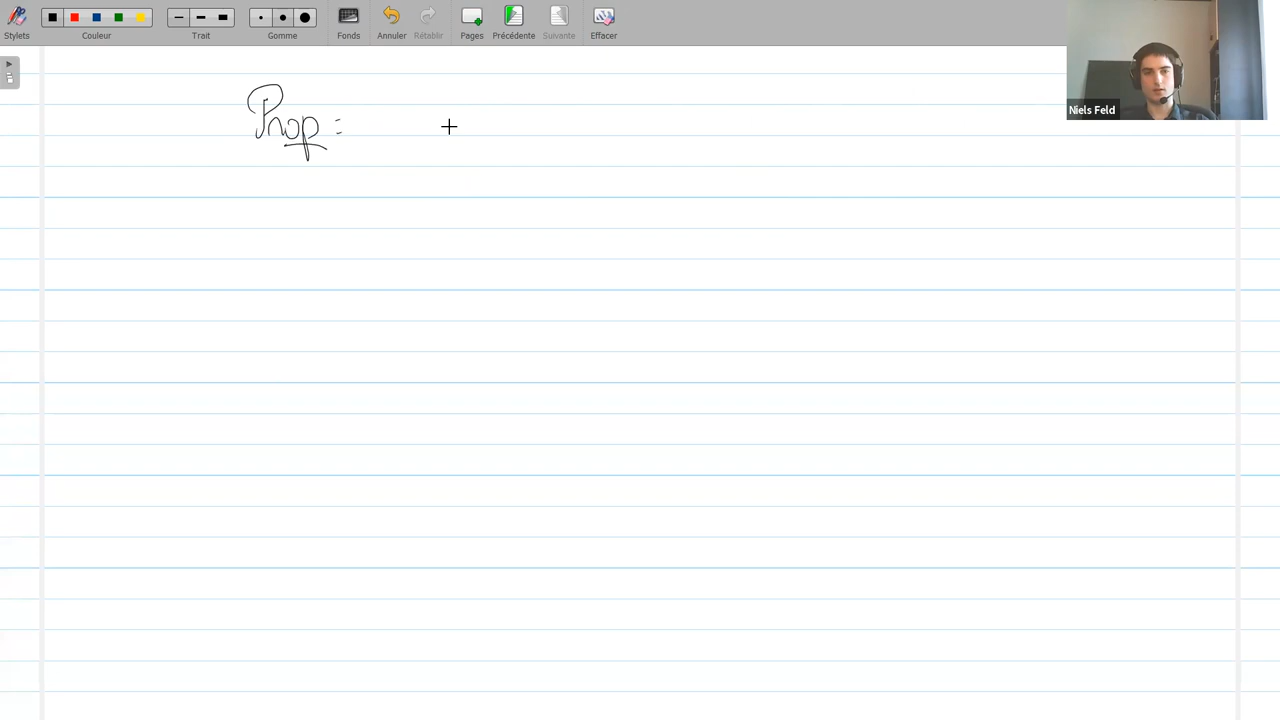 Stylets Couleur Trait Gomme Fonds Annuler Rétablir Pages Précédente Suivante Effacer
Niels Feld
Prop :